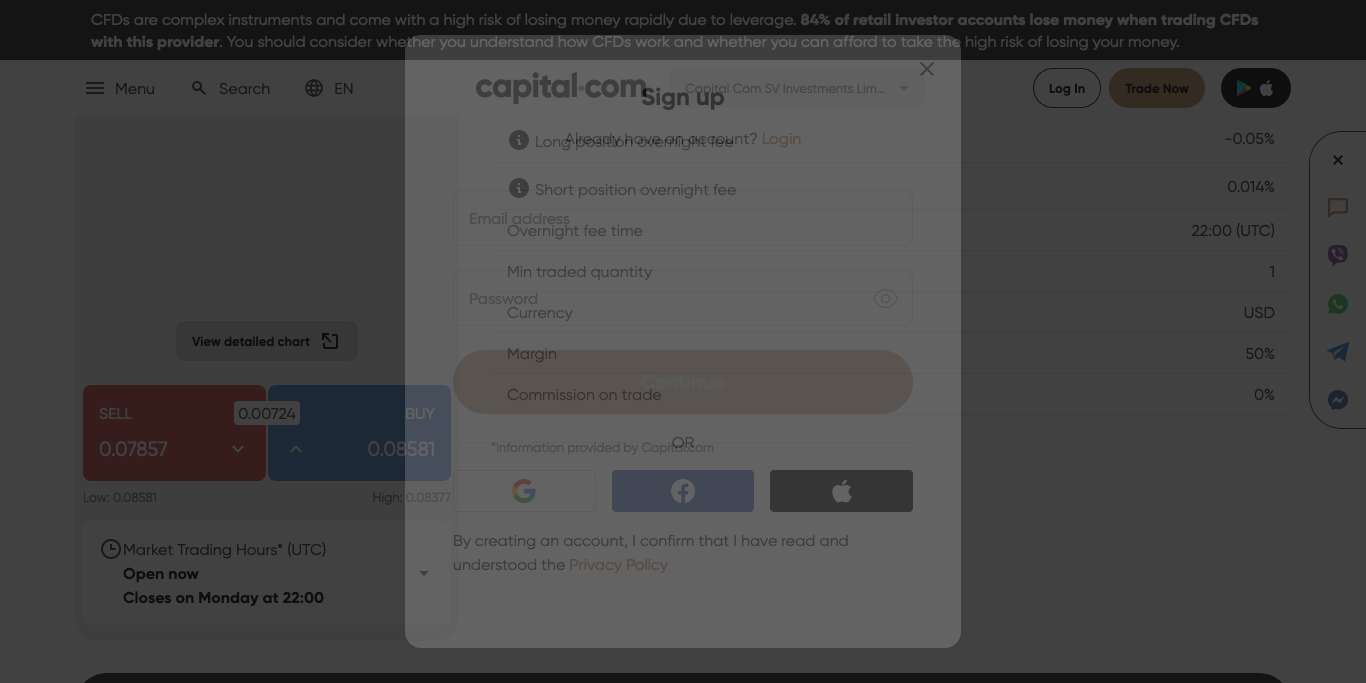 CFDs are complex instruments and come with a high risk of losing money rapidly due to leverage. 84% of retail investor accounts lose money when trading CFDs
with this provider. You should consider whether you understand how CFDs work and whether you can afford to take the high risk of losing your money.
Menu
Search
EN
capital.com
Capital Com SV Investments Lim...
Log In
Trade Now
Sign up
Already have an account? Login
Long position overnight fee
-0.05%
Short position overnight fee
0.014%
Email address
Overnight fee time
22:00 (UTC)
Min traded quantity
1
Password
Currency
USD
View detailed chart
Margin
50%
Continue
Commission on trade
0%
SELL
0.00724
BUY
0.07857
0.08581
OR
*Information provided by Capital.com
Low: 0.08581
High: 0.08377
By creating an account, I confirm that I have read and
understood the Privacy Policy
Market Trading Hours* (UTC)
Open now
Closes on Monday at 22:00